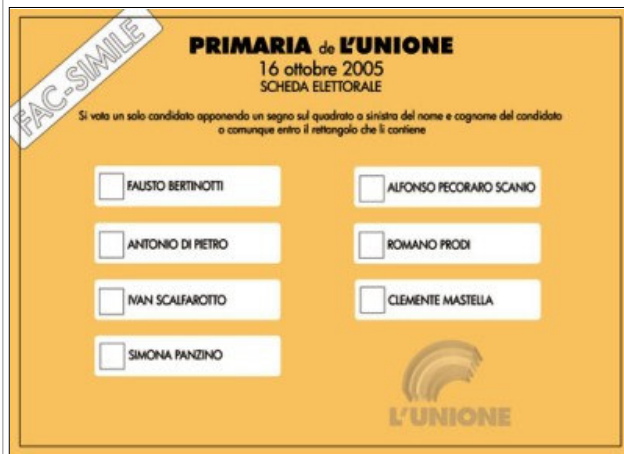 FAC-SIMILE
PRIMARIA de L'UNIONE
16 ottobre 2005
SCHEDA ELETTORALE
Si vota un solo candidato apponendo un segno sul quadrato a sinistra del nome e cognome del candidato
o comunque entro il rettangolo che li contiene
FAUSTO BERTINOTTI
ANTONIO DI PIETRO
IVAN SCALFAROTTO
SIMONA PANZINO
ALFONSO PECORARO SCANIO
ROMANO PRODI
CLEMENTE MASTELLA
L'UNIONE